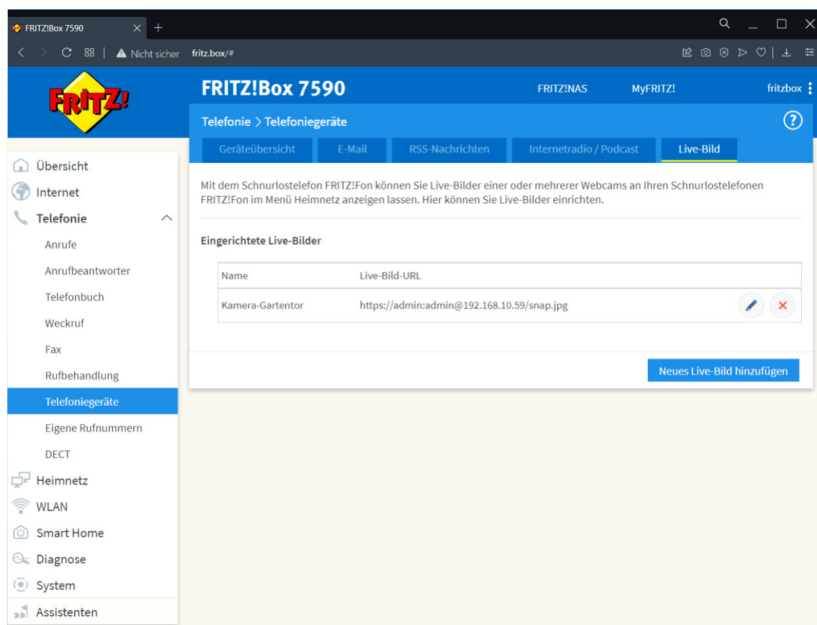 FRITZ!Box 7590
Nicht sicher fritz.box/#
FRITZ!
FRITZ!Box 7590 FRITZ!NAS MyFRITZ! fritzbox
Telefonie > Telefoniegeräte ?
Geräteübersicht E-Mail RSS-Nachrichten Internetradio / Podcast Live-Bild
Übersicht
Internet
Telefonie
Anrufe
Anrufbeantworter
Telefonbuch
Weckruf
Fax
Rufbehandlung
Telefoniegeräte
Eigene Rufnummern
DECT
Heimnetz
WLAN
Smart Home
Diagnose
System
Assistenten
Mit dem Schnurlostelefon FRITZ!Fon können Sie Live-Bilder einer oder mehrerer Webcams an Ihren Schnurlostelefonen
FRITZ!Fon im Menü Heimnetz anzeigen lassen. Hier können Sie Live-Bilder einrichten.
Eingerichtete Live-Bilder
Name Live-Bild-URL
Kamera-Gartentor https://admin:admin@192.168.10.59/snap.jpg
Neues Live-Bild hinzufügen